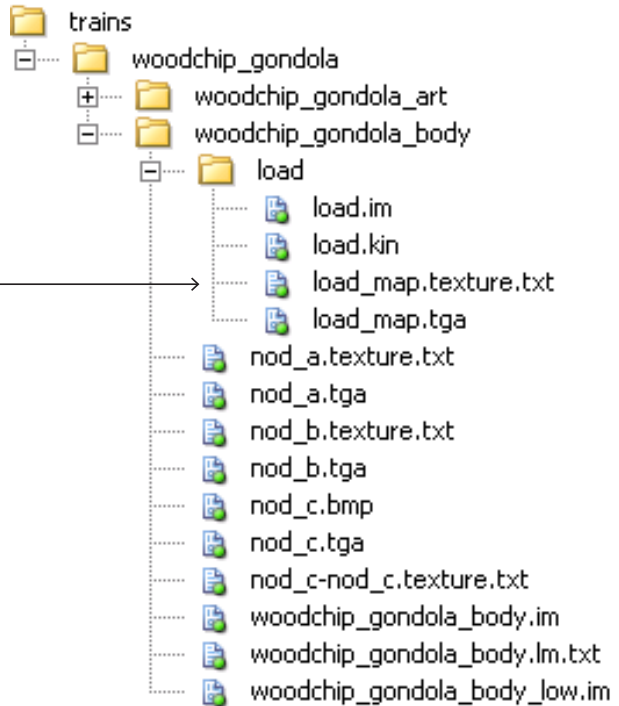 trains
woodchip_gondola
woodchip_gondola_art
woodchip_gondola_body
load
load.im
load.kin
load_map.texture.txt
load_map.tga
nod_a.texture.txt
nod_a.tga
nod_b.texture.txt
nod_b.tga
nod_c.bmp
nod_c.tga
nod_c-nod_c.texture.txt
woodchip_gondola_body.im
woodchip_gondola_body.lm.txt
woodchip_gondola_body_low.im